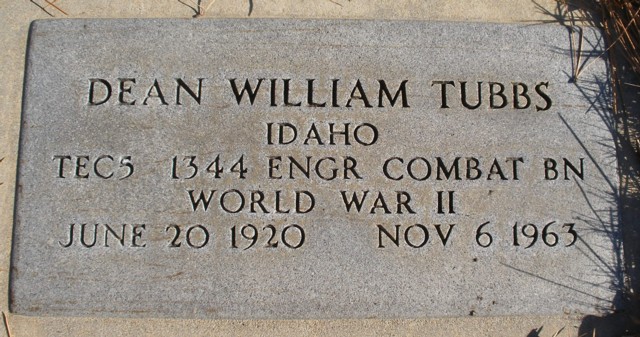 DEAN WILLIAM TUBBS
IDAHO
TEC5 1344 ENGR COMBAT BN
WORLD WAR II
JUNE 20 1920 NOV 6 1963